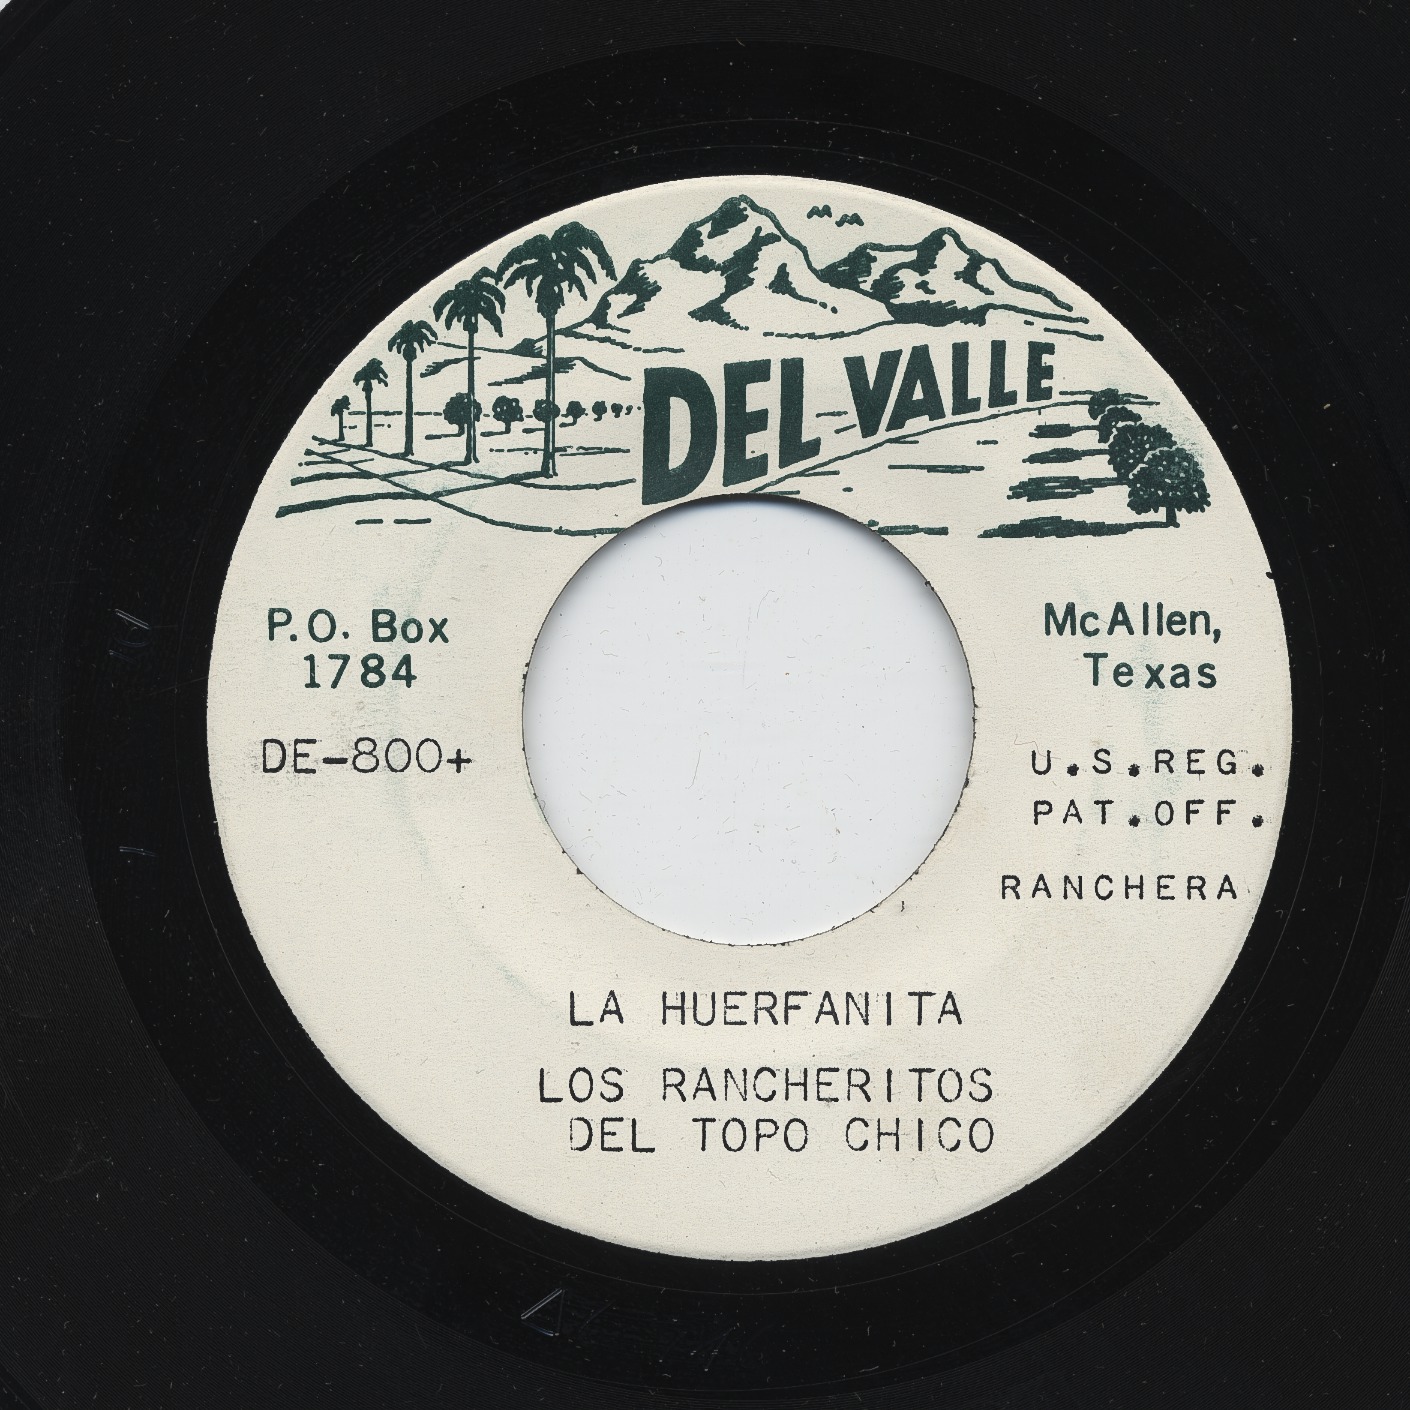 DEL VALLE
P.O. Box
1784
McAllen,
Texas
DE-800+
U.S.REG.
PAT.OFF.
RANCHERA
LA HUERFANITA
LOS RANCHERITOS
DEL TOPO CHICO